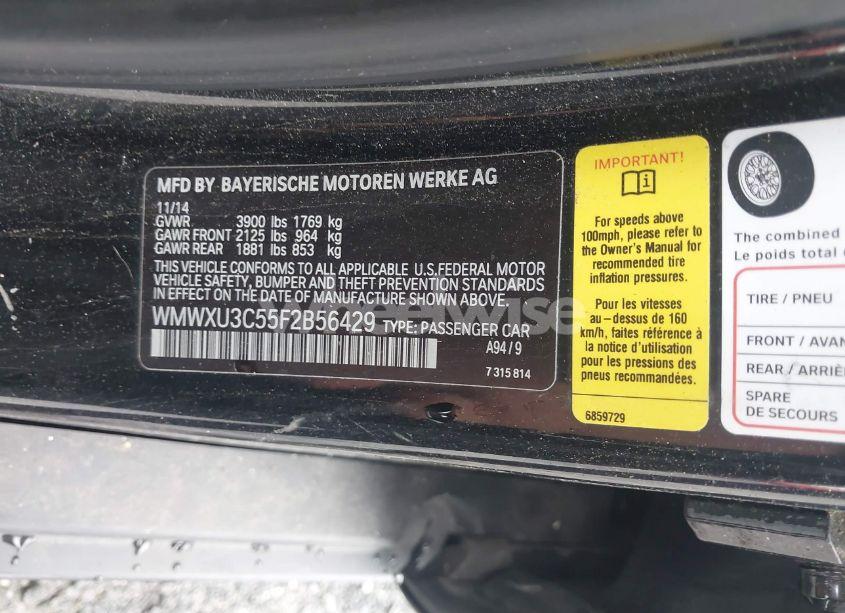 MFD BY BAYERISCHE MOTOREN WERKE AG
11/14
GVWR 3900 lbs 1769 kg
GAWR FRONT 2125 lbs 964 kg
GAWR REAR 1881 lbs 853 kg
THIS VEHICLE CONFORMS TO ALL APPLICABLE U.S.FEDERAL MOTOR
VEHICLE SAFETY, BUMPER AND THEFT PREVENTION STANDARDS
IN EFFECT ON THE DATE OF MANUFACTURE SHOWN ABOVE.
WMWXU3C55F2B56429 TYPE: PASSENGER CAR
A94/9
7 315 814
IMPORTANT!
For speeds above
100mph, please refer to
the Owner's Manual for
recommended tire
inflation pressures.
Pour les vitesses
au-dessus de 160
km/h, faites référence à
la notice d'utilisation
pour les pressions des
pneus recommandées.
6859729
The combined
Le poids total
TIRE / PNEU
FRONT / AVAN
REAR / ARRIÈR
SPARE
DE SECOURS